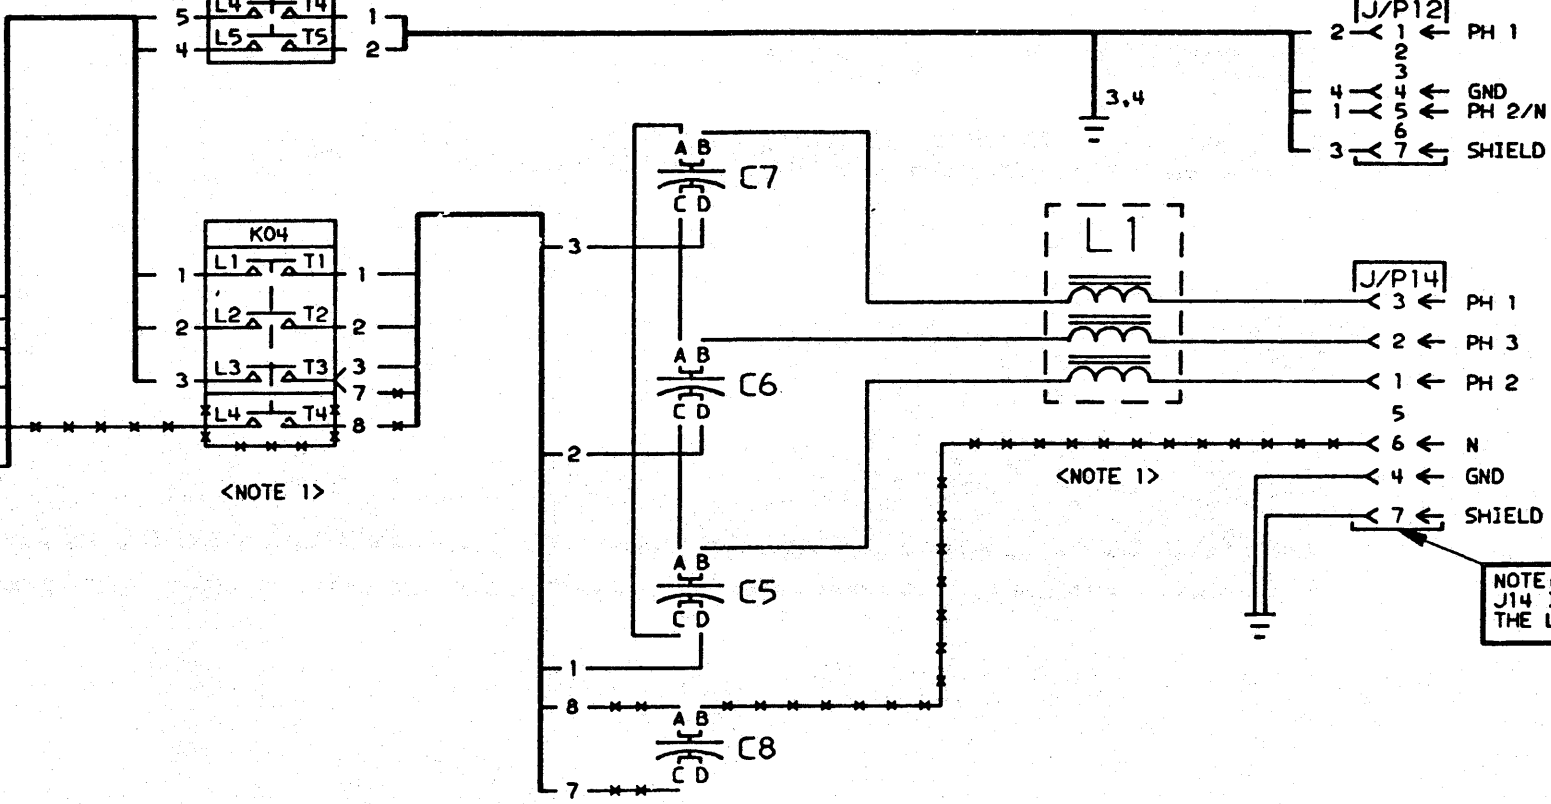 5 L4 T4 1
4 L5 T5 2
J/P12
2 1 PH 1
2
3
4 4 GND
1 5 PH 2/N
6
3 7 SHIELD
3,4
A B
C7
C D
K04
1 L1 T1 1
2 L2 T2 2
3 L3 T3 3
7
L4 T4 8
<NOTE 1>
3
2
1
8
7
A B
C6
C D
A B
C5
C D
A B
C8
C D
L1
J/P14
3 PH 1
2 PH 3
1 PH 2
5
6 N
<NOTE 1>
4 GND
7 SHIELD
NOTE
J14
THE